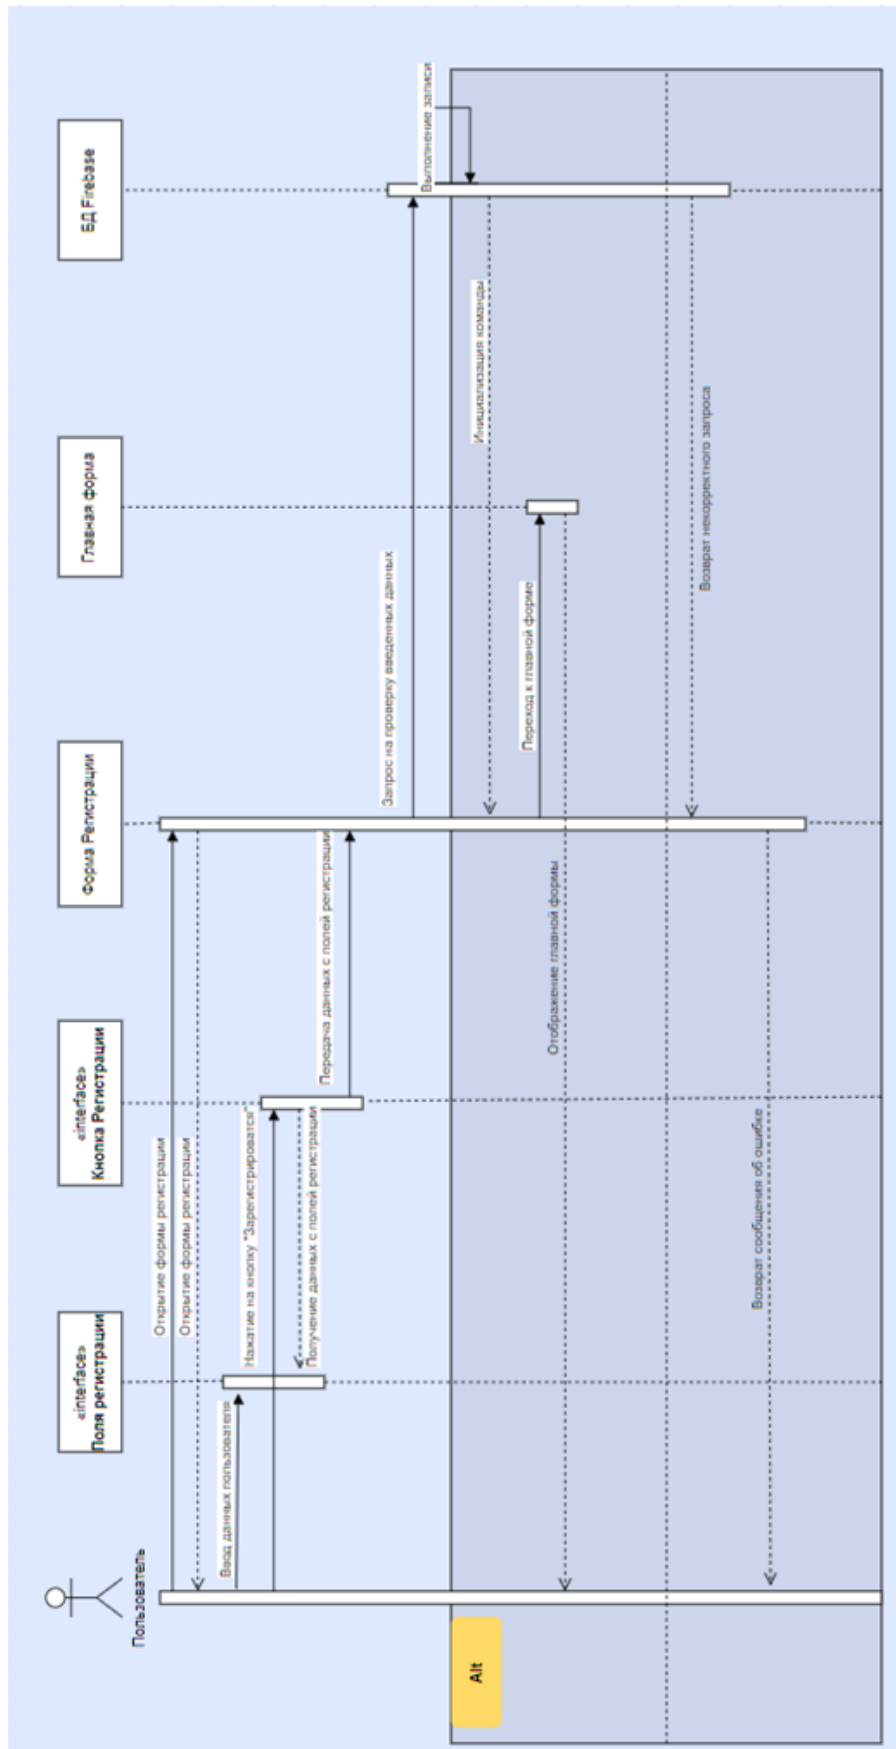 Пользователь
«interface»
Поля регистрации
«interface»
Кнопка Регистрации
Форма Регистрации
Главная форма
БД Firebase
Открытие формы регистрации
Открытие формы регистрации
Ввод данных пользователя
Нажатие на кнопку "Зарегистрироватся"
Получение данных с полей регистрации
Передача данных с полей регистрации
Запрос на проверку введенных данных
Выполнение записи
Alt
Инициализация команды
Переход к главной форме
Отображение главной формы
Возврат некорректного запроса
Возврат сообщения об ошибке